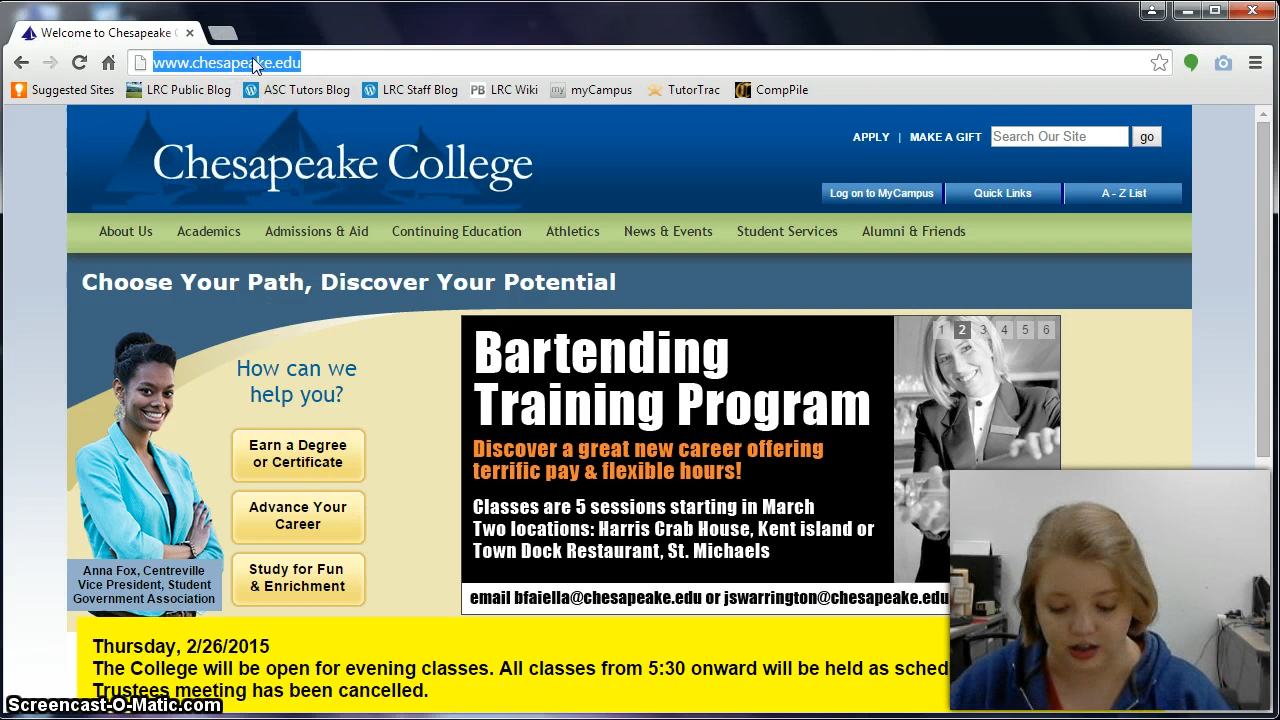 Welcome to Chesapeake C
www.chesapeake.edu
Suggested Sites LRC Public Blog ASC Tutors Blog LRC Staff Blog PB LRC Wiki my myCampus TutorTrac CompPile
APPLY | MAKE A GIFT Search Our Site go
Chesapeake College
Log on to MyCampus Quick Links A - Z List
About Us Academics Admissions & Aid Continuing Education Athletics News & Events Student Services Alumni & Friends
Choose Your Path, Discover Your Potential
How can we
help you?
Earn a Degree
or Certificate
Advance Your
Career
Study for Fun
& Enrichment
Anna Fox, Centreville
Vice President, Student
Government Association
1 2 3 4 5 6
Bartending
Training Program
Discover a great new career offering
terrific pay & flexible hours!
Classes are 5 sessions starting in March
Two locations: Harris Crab House, Kent island or
Town Dock Restaurant, St. Michaels
email bfaiella@chesapeake.edu or jswarrington@chesapeake.edu
Thursday, 2/26/2015
The College will be open for evening classes. All classes from 5:30 onward will be held as sched
Trustees meeting has been cancelled.
Screencast-O-Matic.com